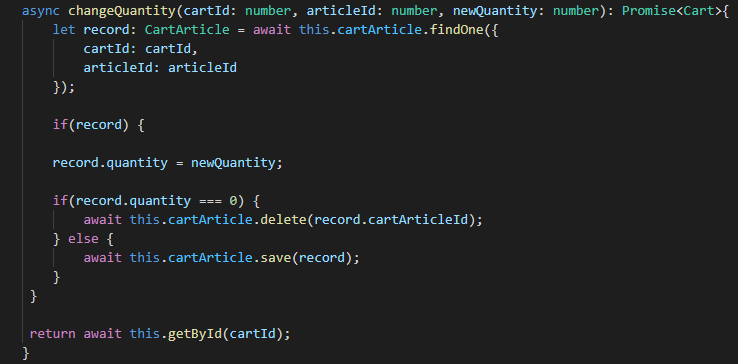 async changeQuantity(cartId: number, articleId: number, newQuantity: number): Promise<Cart>{
    let record: CartArticle = await this.cartArticle.findOne({
        cartId: cartId,
        articleId: articleId
    });

    if(record) {

    record.quantity = newQuantity;

    if(record.quantity === 0) {
        await this.cartArticle.delete(record.cartArticleId);
    } else {
        await this.cartArticle.save(record);
    }
 }

 return await this.getById(cartId);
}